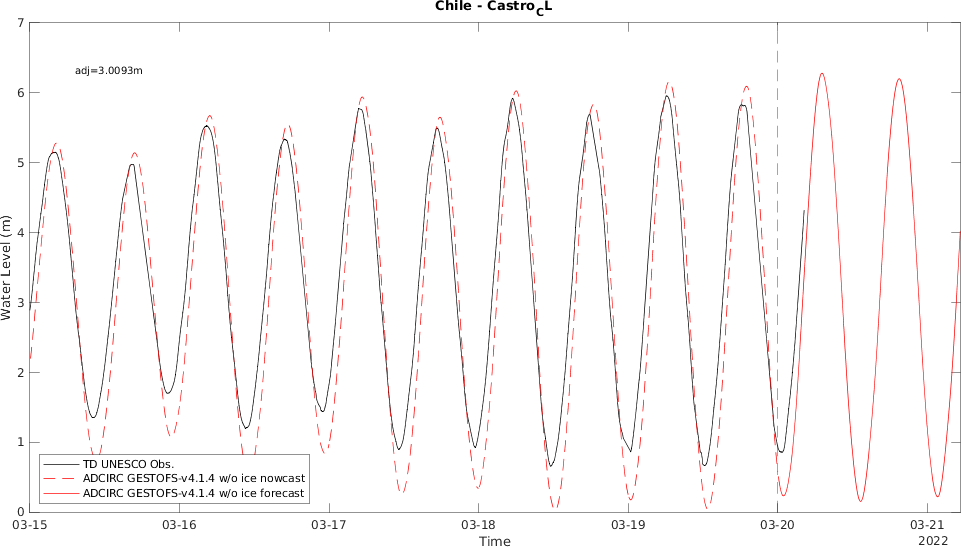 Chile - Castro_CL
adj=3.0093m
Water Level (m)
7
6
5
4
3
2
1
0
TD UNESCO Obs.
ADCIRC GESTOFS-v4.1.4 w/o ice nowcast
ADCIRC GESTOFS-v4.1.4 w/o ice forecast
03-15 03-16 03-17 03-18 03-19 03-20 03-21
Time
2022